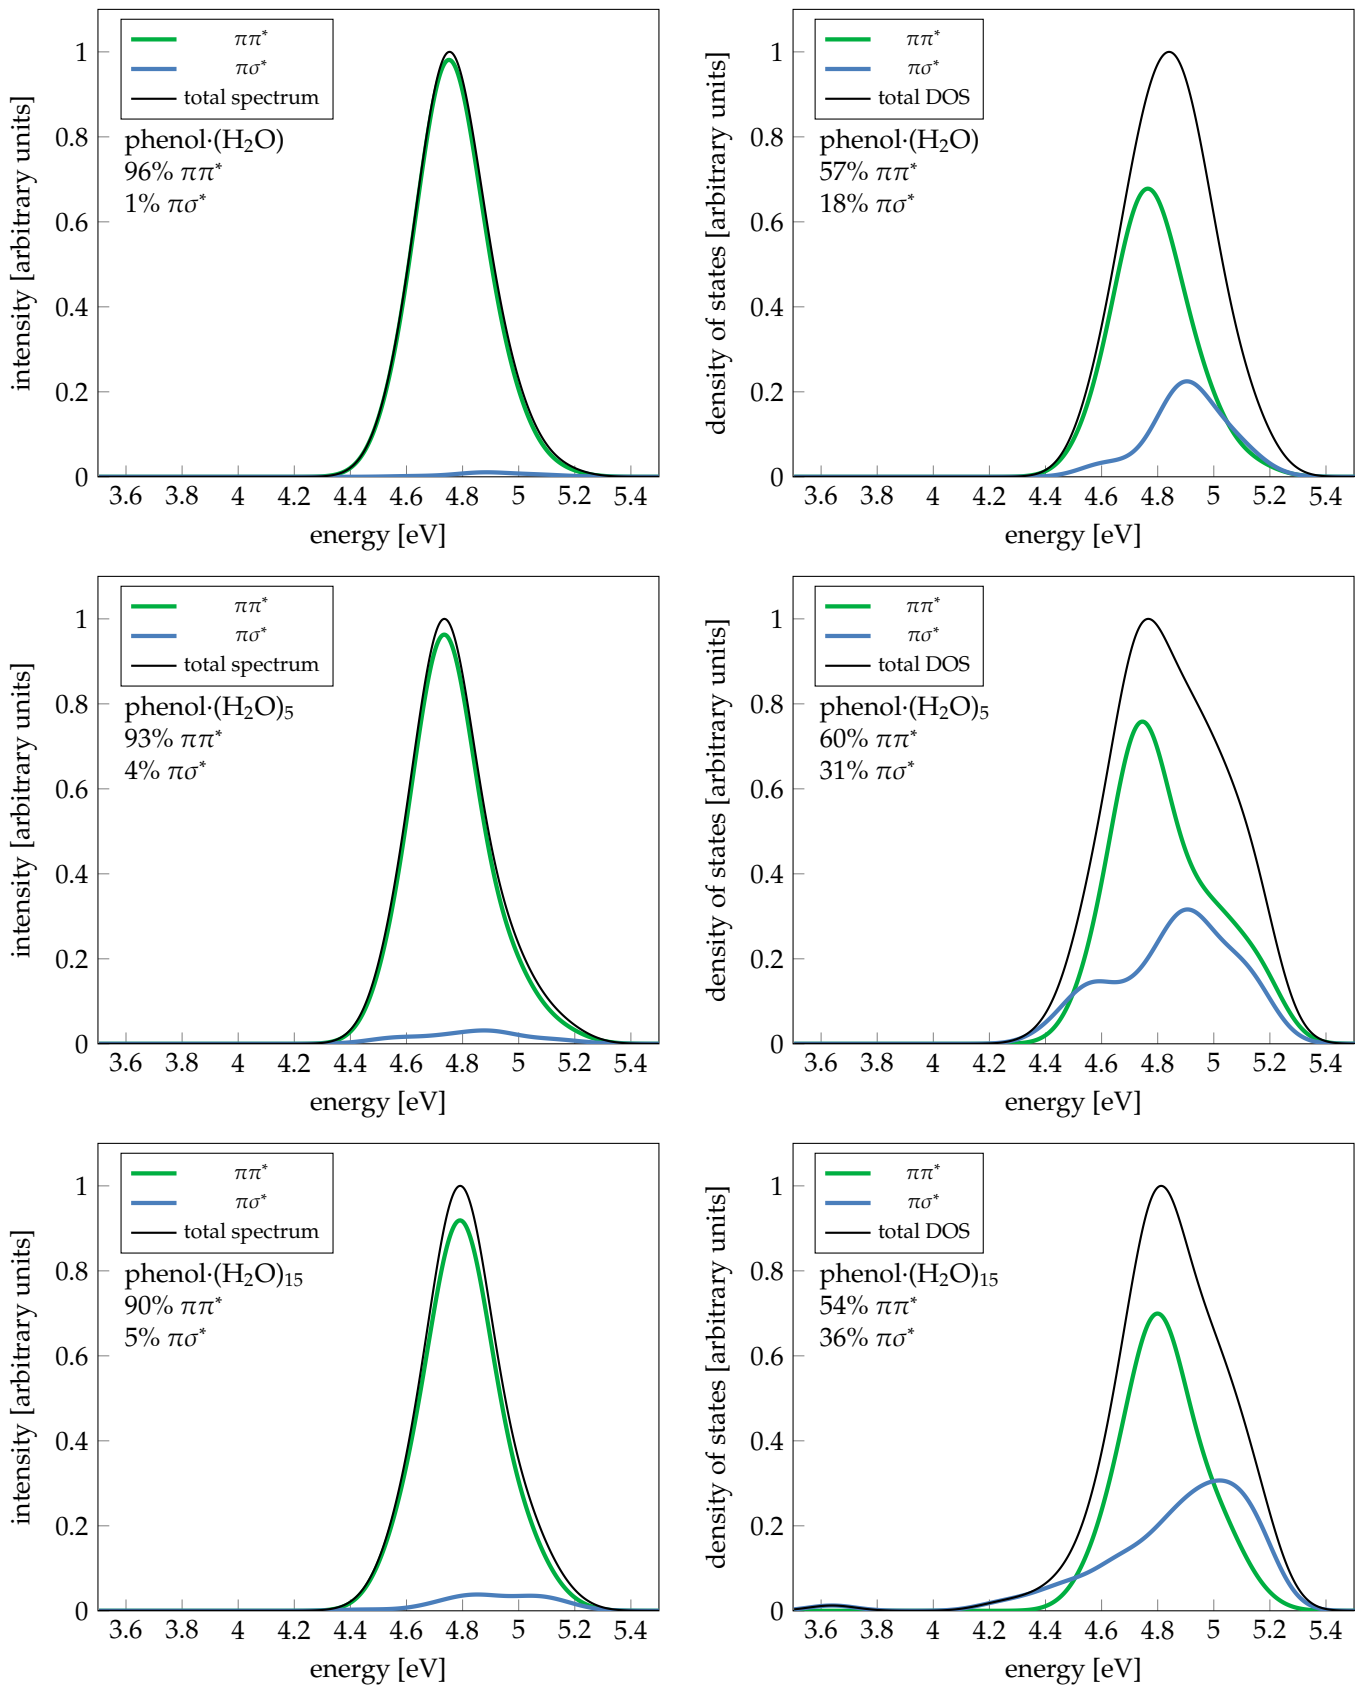 intensity [arbitrary units]
1
0.8
0.6
0.4
0.2
0
ππ*
πσ*
total spectrum
phenol·(H₂O)
96% ππ*
1% πσ*
3.6 3.8 4 4.2 4.4 4.6 4.8 5 5.2 5.4
energy [eV]
density of states [arbitrary units]
1
0.8
0.6
0.4
0.2
0
ππ*
πσ*
total DOS
phenol·(H₂O)
57% ππ*
18% πσ*
3.6 3.8 4 4.2 4.4 4.6 4.8 5 5.2 5.4
energy [eV]
intensity [arbitrary units]
1
0.8
0.6
0.4
0.2
0
ππ*
πσ*
total spectrum
phenol·(H₂O)₅
93% ππ*
4% πσ*
3.6 3.8 4 4.2 4.4 4.6 4.8 5 5.2 5.4
energy [eV]
density of states [arbitrary units]
1
0.8
0.6
0.4
0.2
0
ππ*
πσ*
total DOS
phenol·(H₂O)₅
60% ππ*
31% πσ*
3.6 3.8 4 4.2 4.4 4.6 4.8 5 5.2 5.4
energy [eV]
intensity [arbitrary units]
1
0.8
0.6
0.4
0.2
0
ππ*
πσ*
total spectrum
phenol·(H₂O)₁₅
90% ππ*
5% πσ*
3.6 3.8 4 4.2 4.4 4.6 4.8 5 5.2 5.4
energy [eV]
density of states [arbitrary units]
1
0.8
0.6
0.4
0.2
0
ππ*
πσ*
total DOS
phenol·(H₂O)₁₅
54% ππ*
36% πσ*
3.6 3.8 4 4.2 4.4 4.6 4.8 5 5.2 5.4
energy [eV]